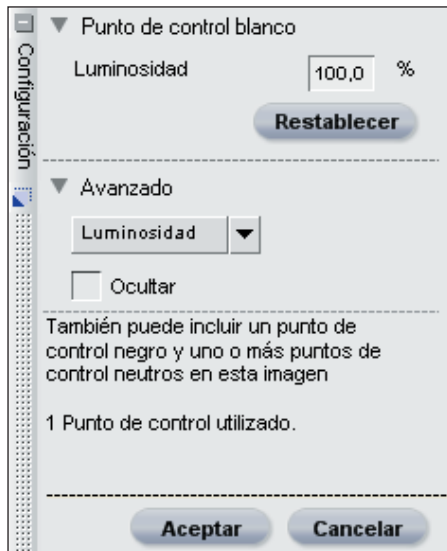 Configuración
Punto de control blanco
Luminosidad 100,0 %
Restablecer
Avanzado
Luminosidad
Ocultar
También puede incluir un punto de
control negro y uno o más puntos de
control neutros en esta imagen
1 Punto de control utilizado.
Aceptar Cancelar